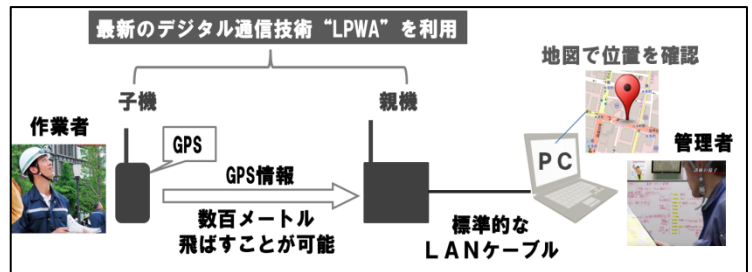 最新のデジタル通信技術“LPWA”を利用
地図で位置を確認
子機
親機
作業者
GPS
PC
管理者
GPS情報
数百メートル
飛ばすことが可能
標準的な
LANケーブル